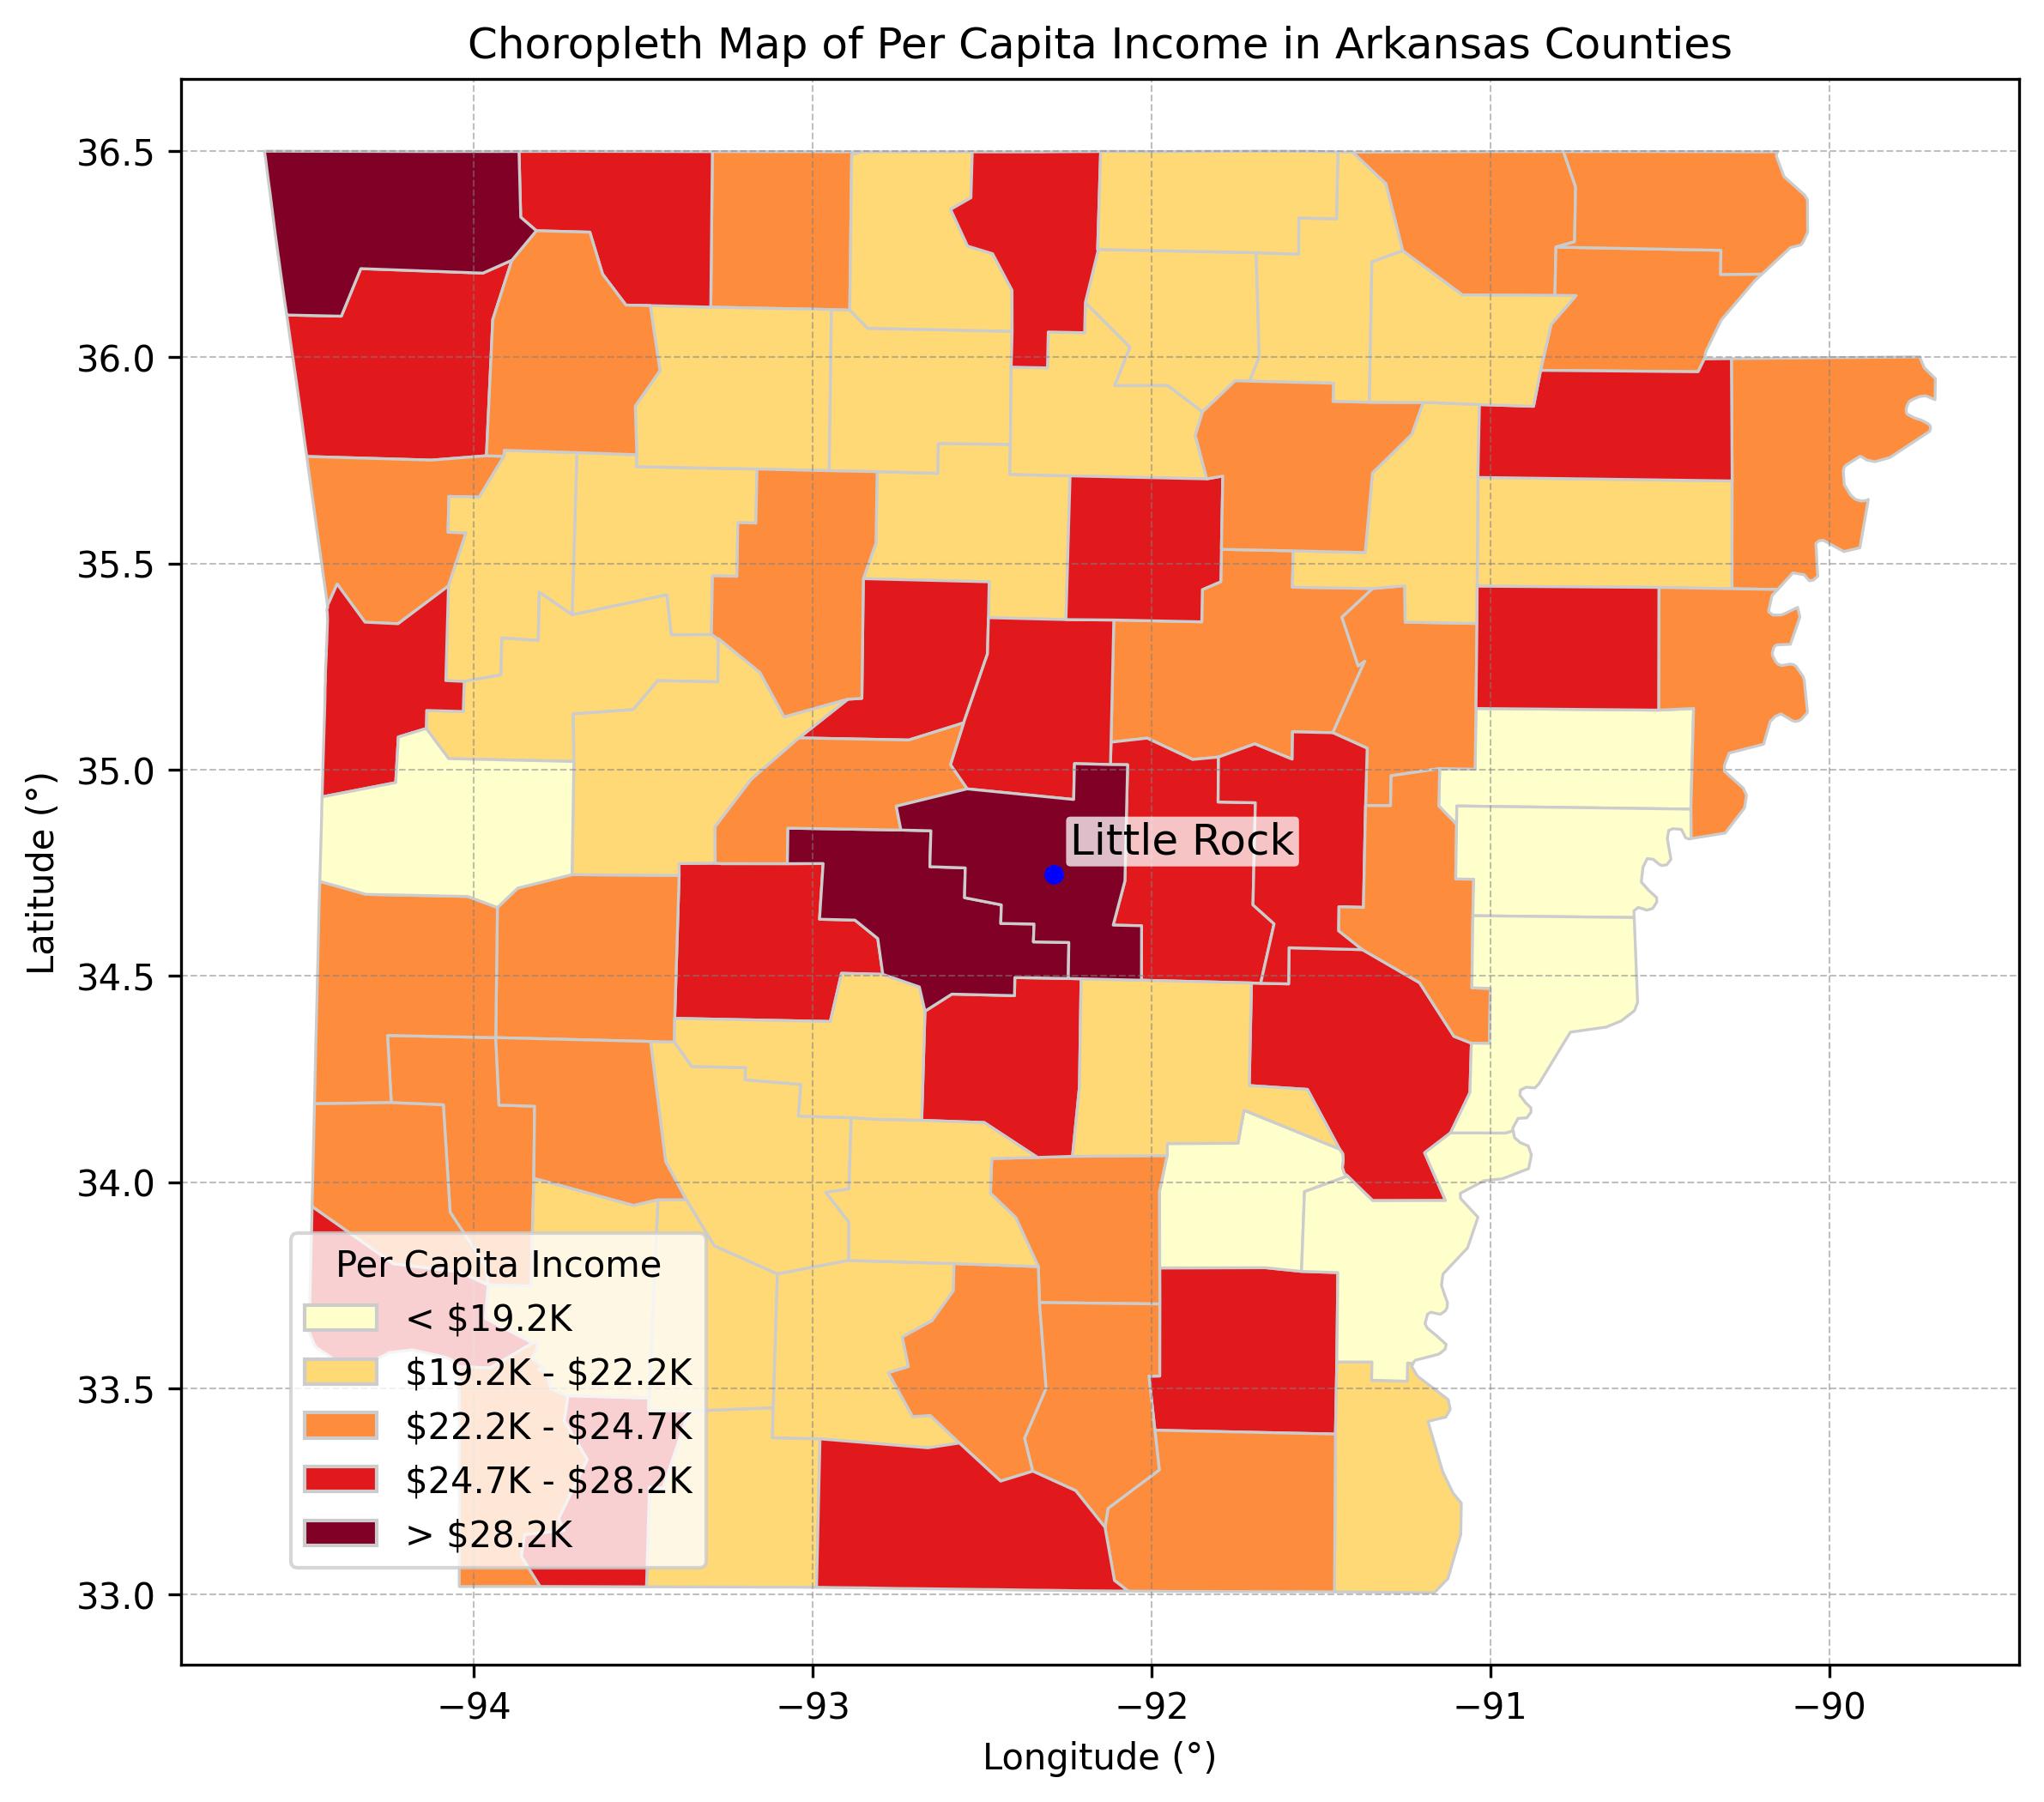 Choropleth Map of Per Capita Income in Arkansas Counties
36.5
36.0
35.5
35.0
34.5
34.0
33.5
33.0
Latitude (°)
Little Rock
Per Capita Income
< $19.2K
$19.2K - $22.2K
$22.2K - $24.7K
$24.7K - $28.2K
> $28.2K
−94
−93
−92
−91
−90
Longitude (°)